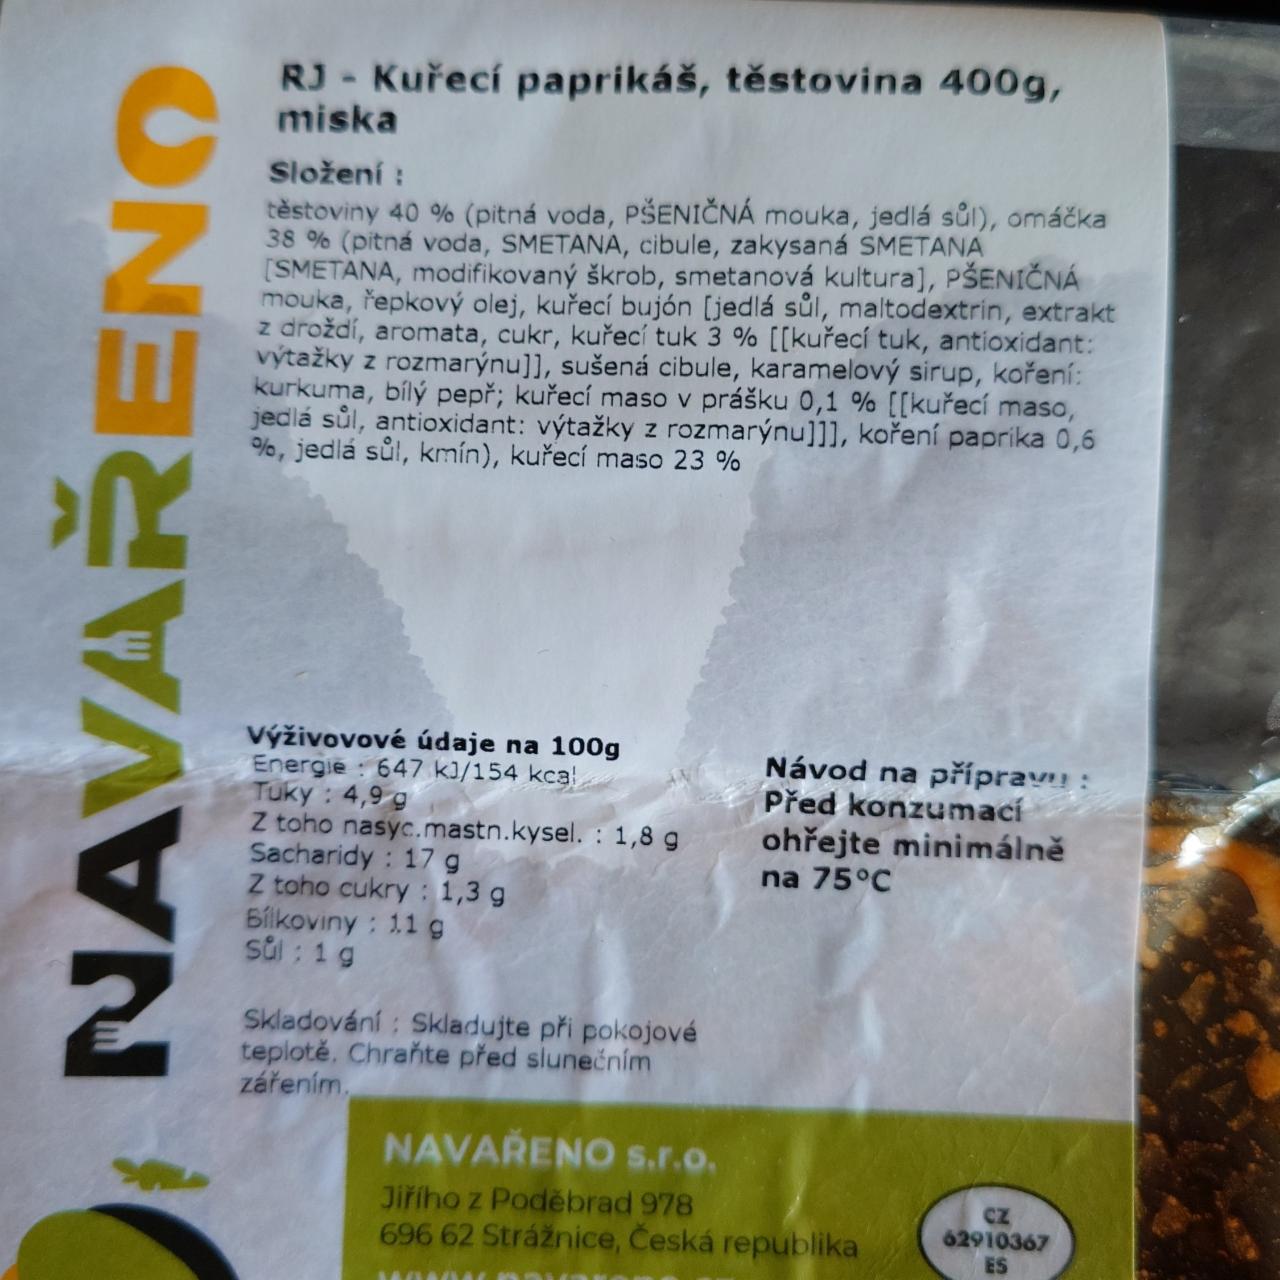 NAVAŘENO
RJ - Kuřecí paprikáš, těstovina 400g,
miska
Složení :
těstoviny 40 % (pitná voda, PŠENIČNÁ mouka, jedlá sůl), omáčka
38 % (pitná voda, SMETANA, cibule, zakysaná SMETANA
[SMETANA, modifikovaný škrob, smetanová kultura], PŠENIČNÁ
mouka, řepkový olej, kuřecí bujón [jedlá sůl, maltodextrin, extrakt
z droždí, aromata, cukr, kuřecí tuk 3 % [[kuřecí tuk, antioxidant:
výtažky z rozmarýnu]], sušená cibule, karamelový sirup, koření:
kurkuma, bílý pepř; kuřecí maso v prášku 0,1 % [[kuřecí maso,
jedlá sůl, antioxidant: výtažky z rozmarýnu]]], koření paprika 0,6
%, jedlá sůl, kmín), kuřecí maso 23 %
Výživovové údaje na 100g
Energie : 647 kJ/154 kcal
Tuky : 4,9 g
Z toho nasyc.mastn.kysel. : 1,8 g
Sacharidy : 17 g
Z toho cukry : 1,3 g
Bílkoviny : 11 g
Sůl : 1 g
Návod na přípravu :
Před konzumací
ohřejte minimálně
na 75°C
Skladování : Skladujte při pokojové
teplotě. Chraňte před slunečním
zářením.
NAVAŘENO s.r.o.
Jiřího z Poděbrad 978
696 62 Strážnice, Česká republika
CZ
62910367
ES